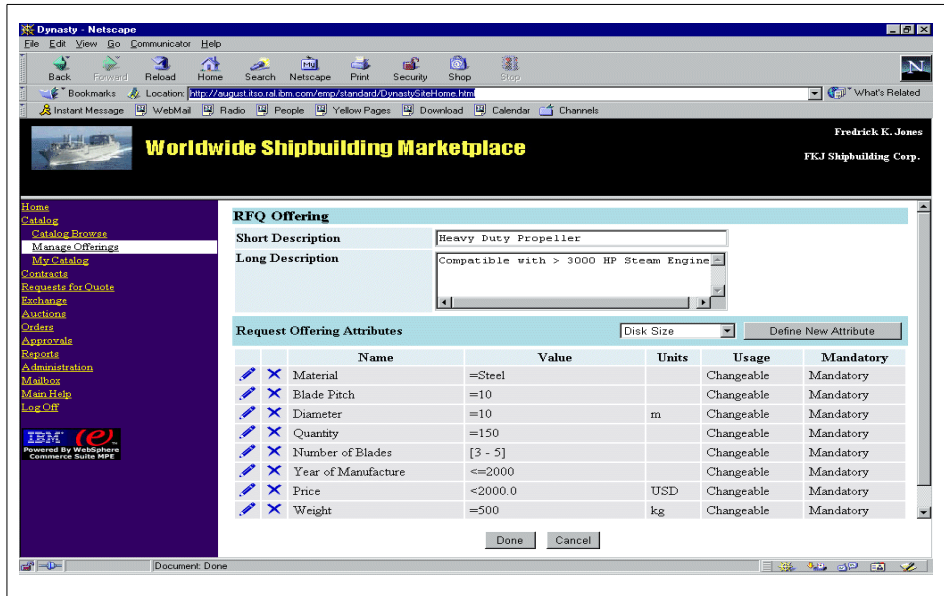 Dynasty - Netscape
File Edit View Go Communicator Help
Back Forward Reload Home Search Netscape Print Security Shop Stop
Bookmarks Location: http://august.itso.ral.ibm.com/emp/standard/DynastySiteHome.htm What's Related
Instant Message WebMail Radio People Yellow Pages Download Calendar Channels
Worldwide Shipbuilding Marketplace
Fredrick K. Jones
FKJ Shipbuilding Corp.
Home
Catalog
Catalog Browse
Manage Offerings
My Catalog
Contracts
Requests for Quote
Exchange
Auctions
Orders
Approvals
Reports
Administration
Mailbox
Main Help
Log Off
IBM e
Powered By WebSphere
Commerce Suite MPE
RFQ Offering
Short Description Heavy Duty Propeller
Long Description Compatible with > 3000 HP Steam Engine
Request Offering Attributes Disk Size Define New Attribute
Name Value Units Usage Mandatory
Material =Steel Changeable Mandatory
Blade Pitch =10 Changeable Mandatory
Diameter =10 m Changeable Mandatory
Quantity =150 Changeable Mandatory
Number of Blades [3 - 5] Changeable Mandatory
Year of Manufacture <=2000 Changeable Mandatory
Price <2000.0 USD Changeable Mandatory
Weight =500 kg Changeable Mandatory
Done Cancel
Document: Done